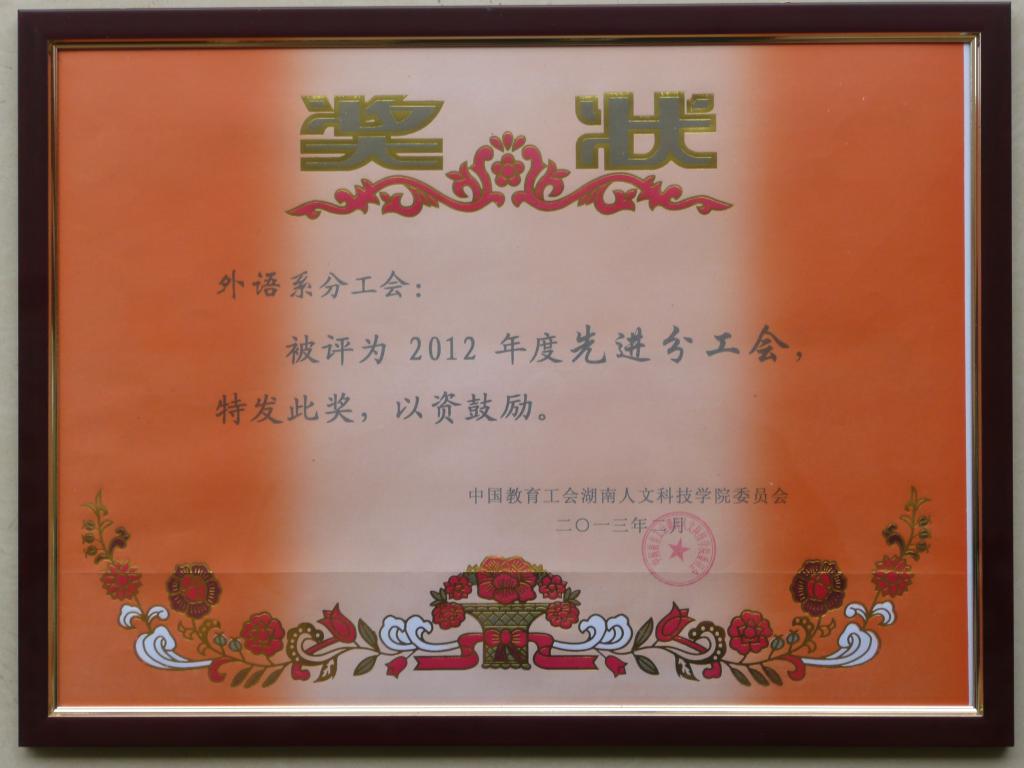 奖状
外语系分工会：
被评为 2012 年度先进分工会，
特发此奖，以资鼓励。
中国教育工会湖南人文科技学院委员会
二〇一三年二月